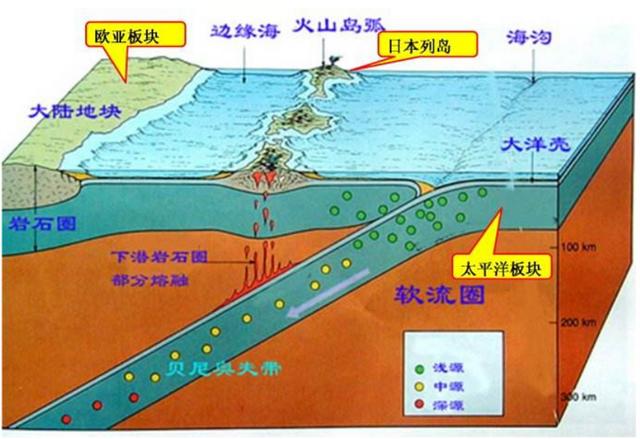 欧亚板块
边缘海
火山岛弧
日本列岛
海沟
大陆地块
大洋壳
岩石圈
100 km
下潜岩石圈
部分熔融
太平洋板块
软流圈
200 km
贝尼奥夫带
浅源
中源
深源
300 km